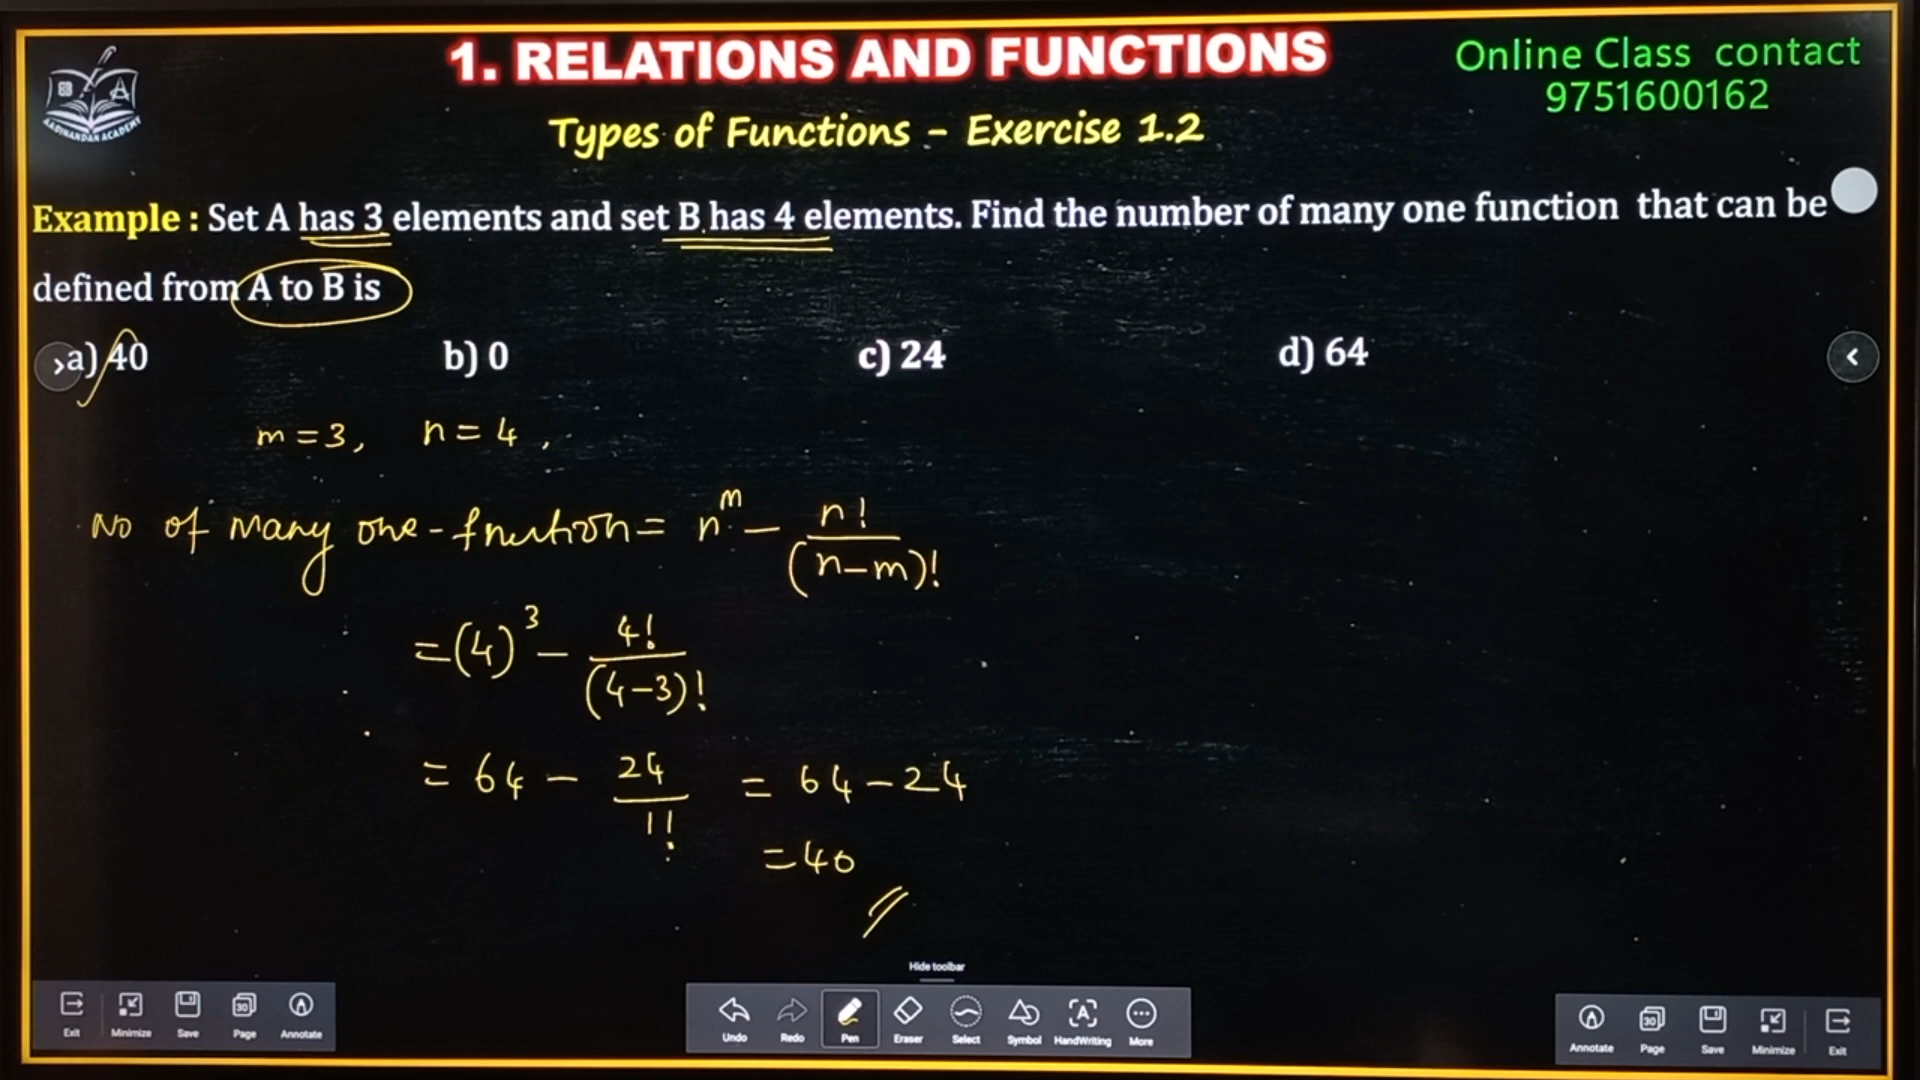 1. RELATIONS AND FUNCTIONS
Online Class contact
9751600162
Types of Functions - Exercise 1.2
AADINANDAN ACADEMY
Example : Set A has 3 elements and set B has 4 elements. Find the number of many one function that can be
defined from A to B is
a) 40 b) 0 c) 24 d) 64
m = 3, n = 4,
No of many one-function = n^m - n!/(n-m)!
= (4)^3 - 4!/(4-3)!
= 64 - 24/1! = 64 - 24
= 40
Hide toolbar
Exit Minimize Save Page Annotate
Undo Redo Pen Eraser Select Symbol HandWriting More
Annotate Page Save Minimize Exit